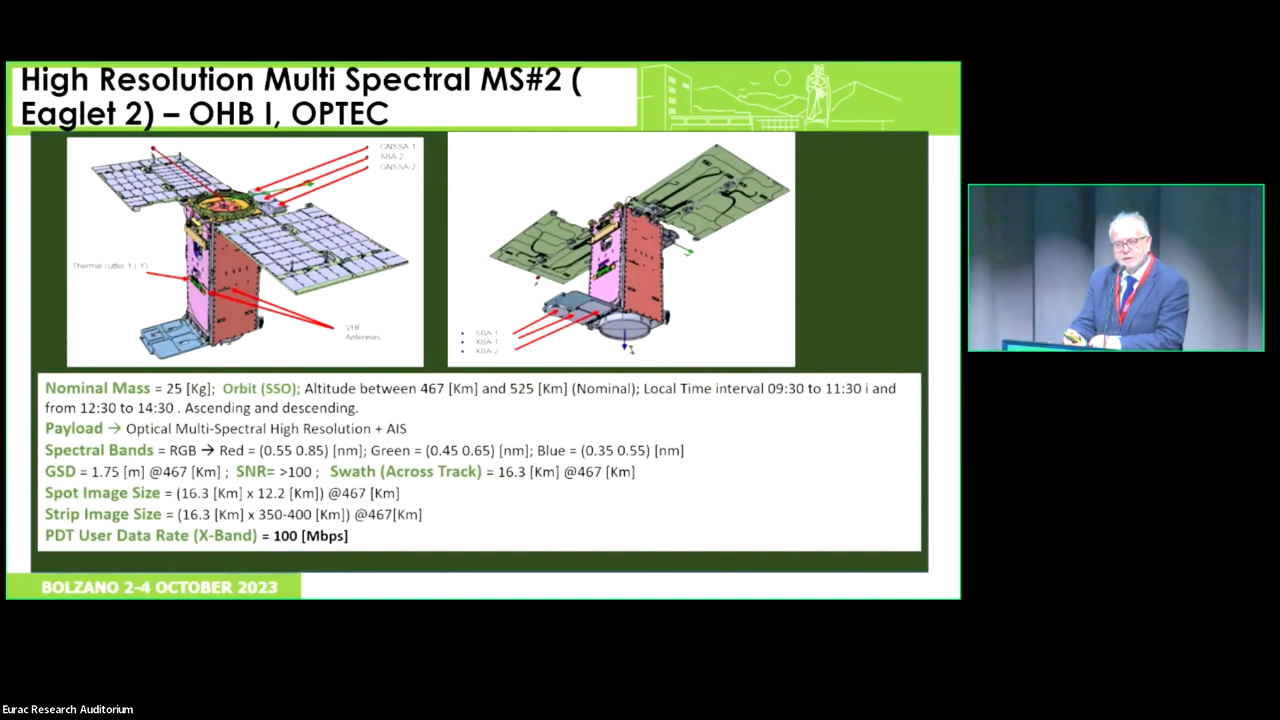 High Resolution Multi Spectral MS#2 (
Eaglet 2) – OHB I, OPTEC
GNSSA-1
SBA-2
GNSSA-2
Thermal cutter 1 (-Y)
VHF
Antennes
• SBA-1
• XBA-1
• XBA-2
Nominal Mass = 25 [Kg]; Orbit (SSO); Altitude between 467 [Km] and 525 [Km] (Nominal); Local Time interval 09:30 to 11:30 i and
from 12:30 to 14:30 . Ascending and descending.
Payload → Optical Multi-Spectral High Resolution + AIS
Spectral Bands = RGB → Red = (0.55 0.85) [nm]; Green = (0.45 0.65) [nm]; Blue = (0.35 0.55) [nm]
GSD = 1.75 [m] @467 [Km] ; SNR= >100 ; Swath (Across Track) = 16.3 [Km] @467 [Km]
Spot Image Size = (16.3 [Km] x 12.2 [Km]) @467 [Km]
Strip Image Size = (16.3 [Km] x 350-400 [Km]) @467[Km]
PDT User Data Rate (X-Band) = 100 [Mbps]
BOLZANO 2-4 OCTOBER 2023
Eurac Research Auditorium